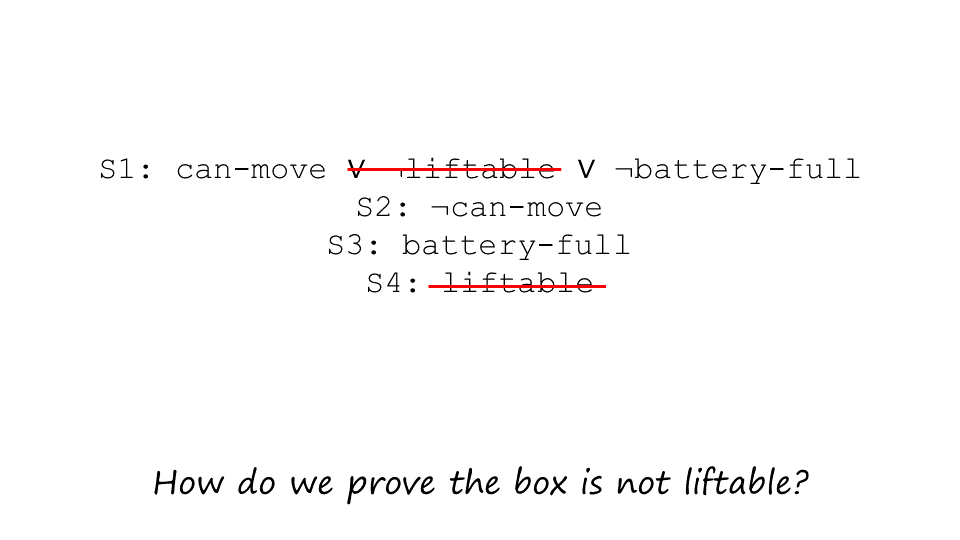 S1: can-move V ¬liftable V ¬battery-full
S2: ¬can-move
S3: battery-full
S4: liftable
How do we prove the box is not liftable?